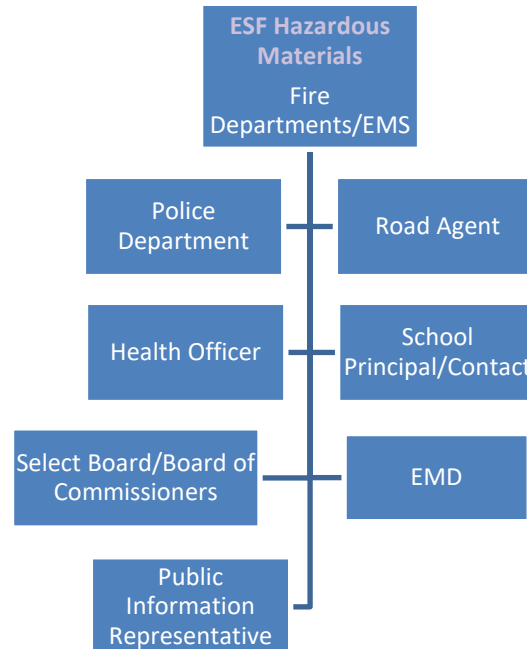 ESF Hazardous
Materials
Fire
Departments/EMS
Police
Department
Road Agent
Health Officer
School
Principal/Contact
Select Board/Board of
Commissioners
EMD
Public
Information
Representative